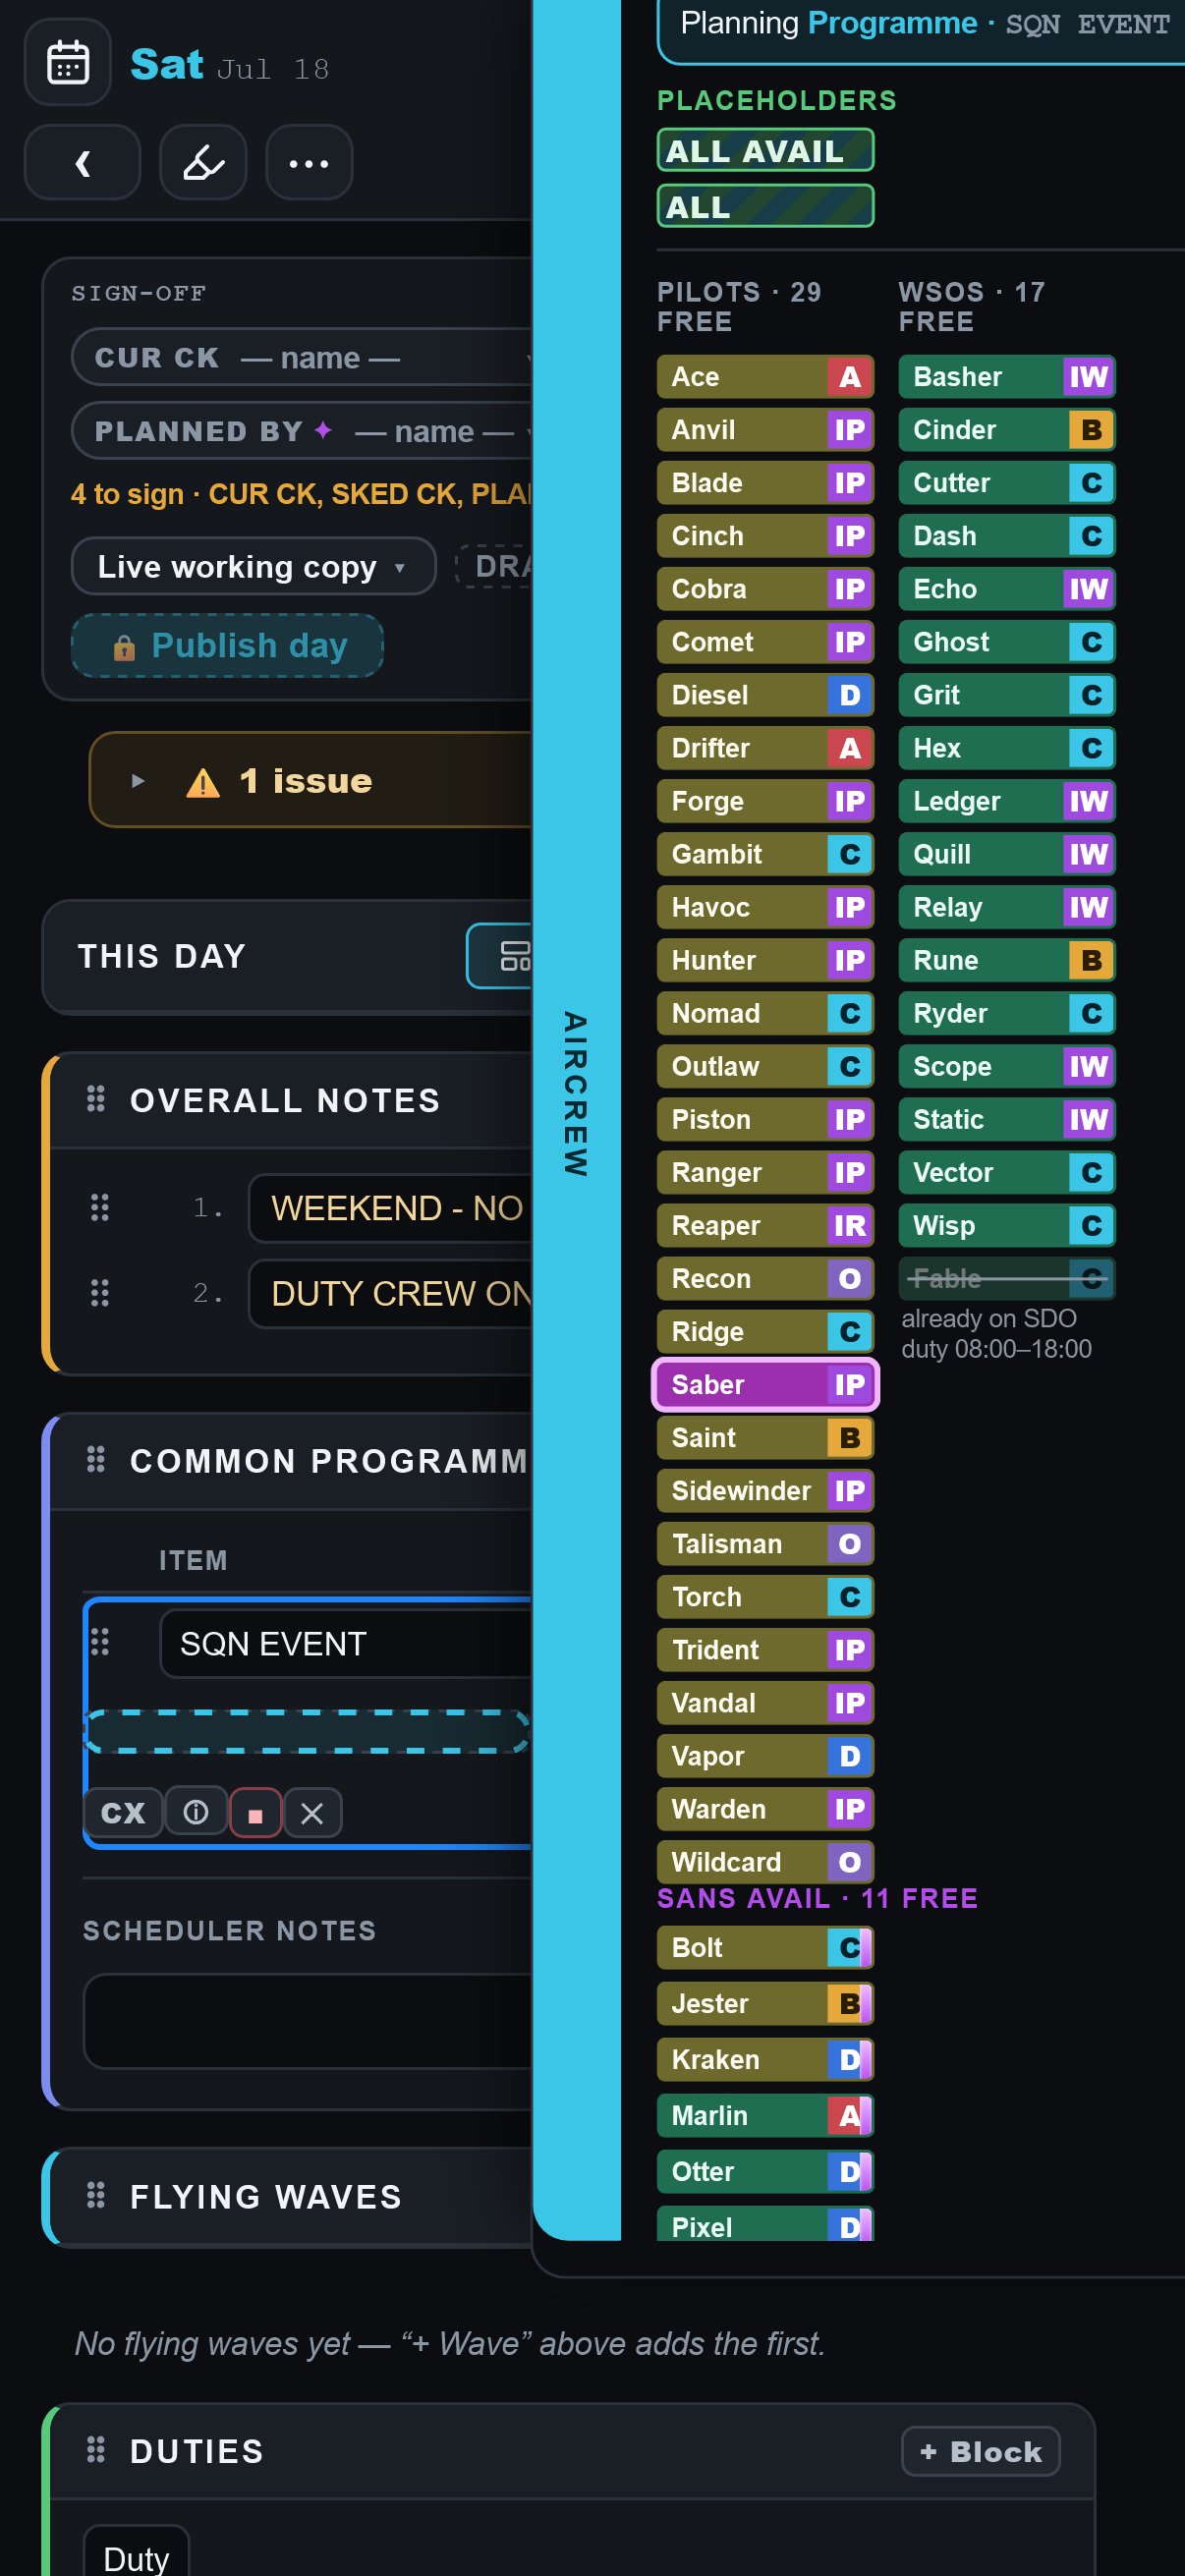 Sat Jul 18
SIGN-OFF
CUR CK — name —
PLANNED BY ✦ — name —
4 to sign · CUR CK, SKED CK, PLA
Live working copy ▾ DRA
🔒 Publish day
⚠ 1 issue
THIS DAY
OVERALL NOTES
1. WEEKEND - NO
2. DUTY CREW ON
COMMON PROGRAMM
ITEM
SQN EVENT
CX
SCHEDULER NOTES
FLYING WAVES
No flying waves yet — “+ Wave” above adds the first.
DUTIES + Block
Duty
AIRCREW
Planning Programme · SQN EVENT
PLACEHOLDERS
ALL AVAIL
ALL
PILOTS · 29
FREE
Ace A
Anvil IP
Blade IP
Cinch IP
Cobra IP
Comet IP
Diesel D
Drifter A
Forge IP
Gambit C
Havoc IP
Hunter IP
Nomad C
Outlaw C
Piston IP
Ranger IP
Reaper IR
Recon O
Ridge C
Saber IP
Saint B
Sidewinder IP
Talisman O
Torch C
Trident IP
Vandal IP
Vapor D
Warden IP
Wildcard O
WSOS · 17
FREE
Basher IW
Cinder B
Cutter C
Dash C
Echo IW
Ghost C
Grit C
Hex C
Ledger IW
Quill IW
Relay IW
Rune B
Ryder C
Scope IW
Static IW
Vector C
Wisp C
Fable C
already on SDO
duty 08:00–18:00
SANS AVAIL · 11 FREE
Bolt C
Jester B
Kraken D
Marlin A
Otter D
Pixel D